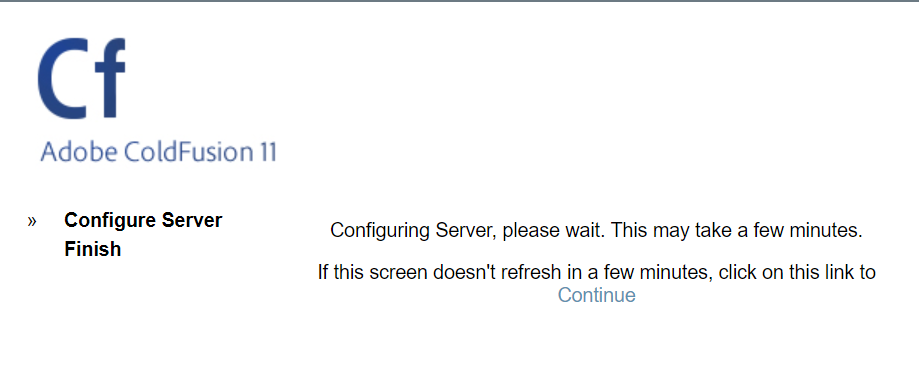 Cf
Adobe ColdFusion 11
» Configure Server
Finish
Configuring Server, please wait. This may take a few minutes.
If this screen doesn't refresh in a few minutes, click on this link to
Continue